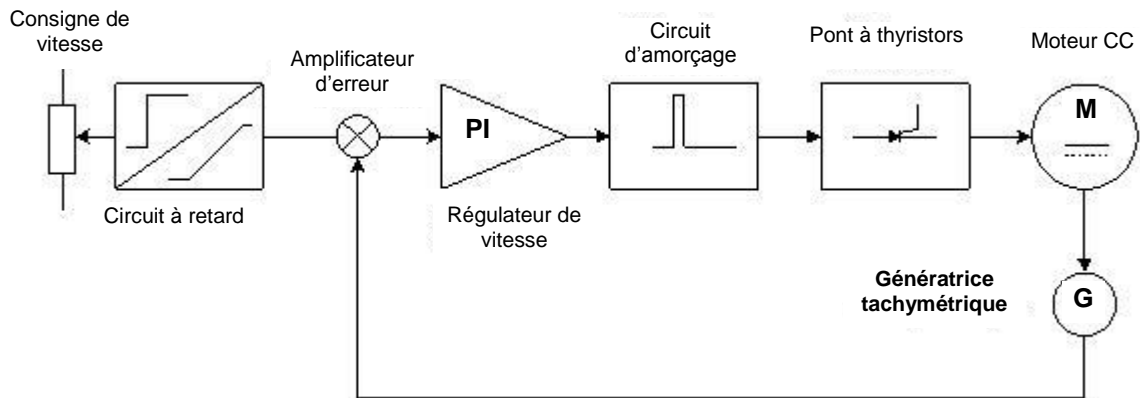 Consigne de
vitesse
Amplificateur
d'erreur
Circuit
d'amorçage
Pont à thyristors
Moteur CC
PI
M
Circuit à retard
Régulateur de
vitesse
Génératrice
tachymétrique
G